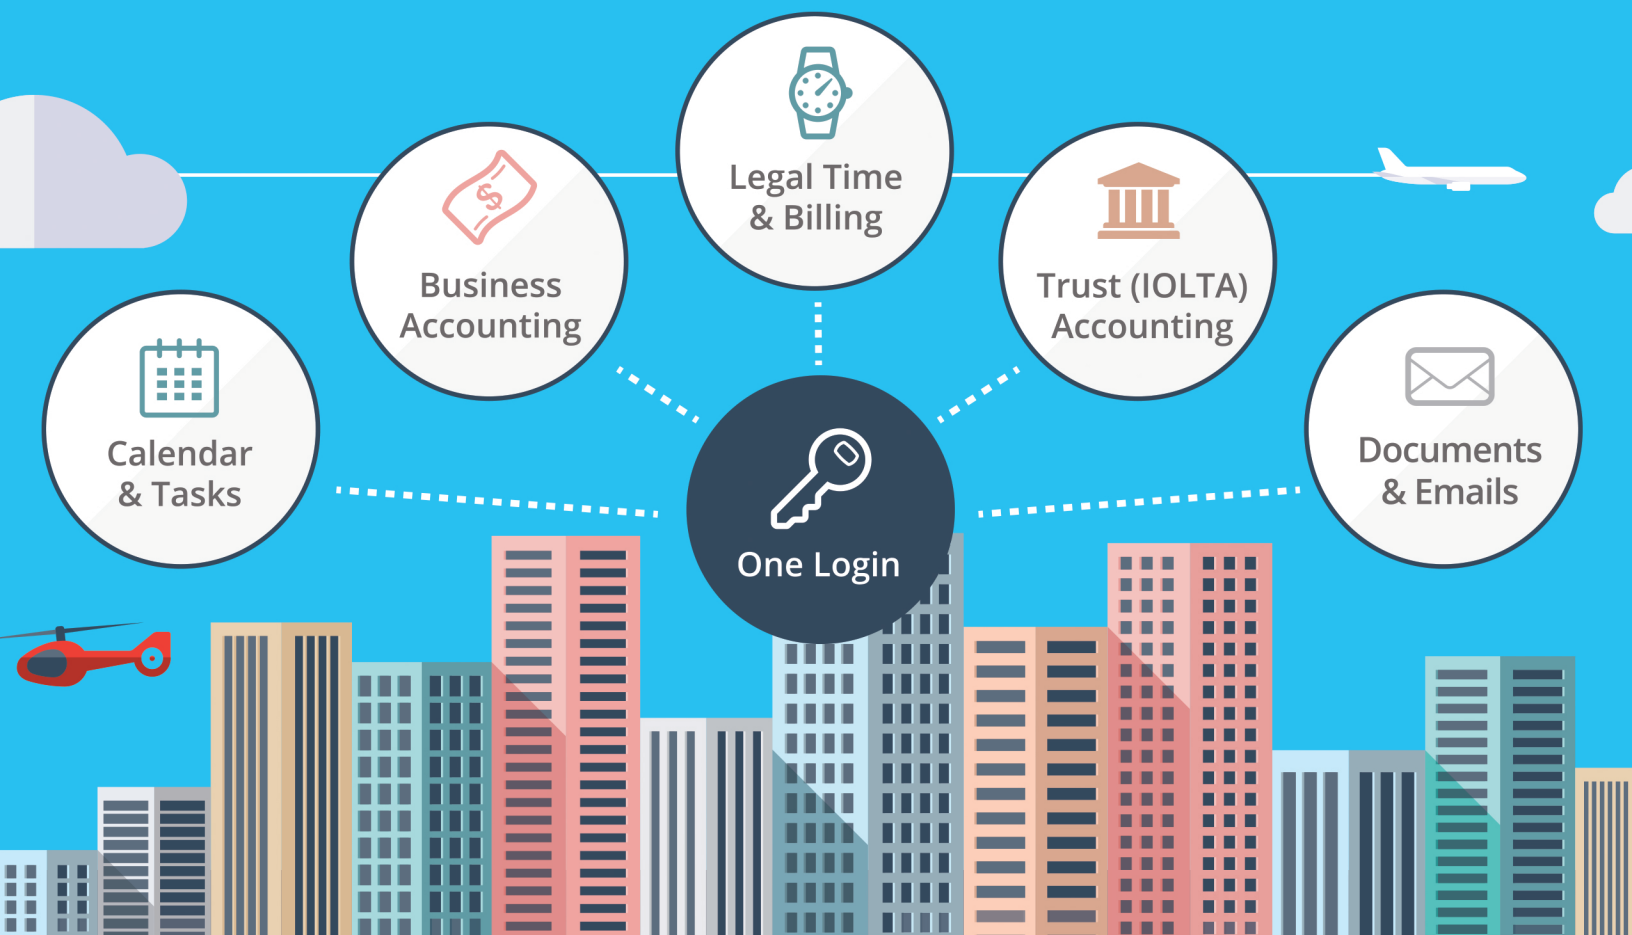 Legal Time
& Billing
Business
Accounting
Trust (IOLTA)
Accounting
Calendar
& Tasks
Documents
& Emails
One Login